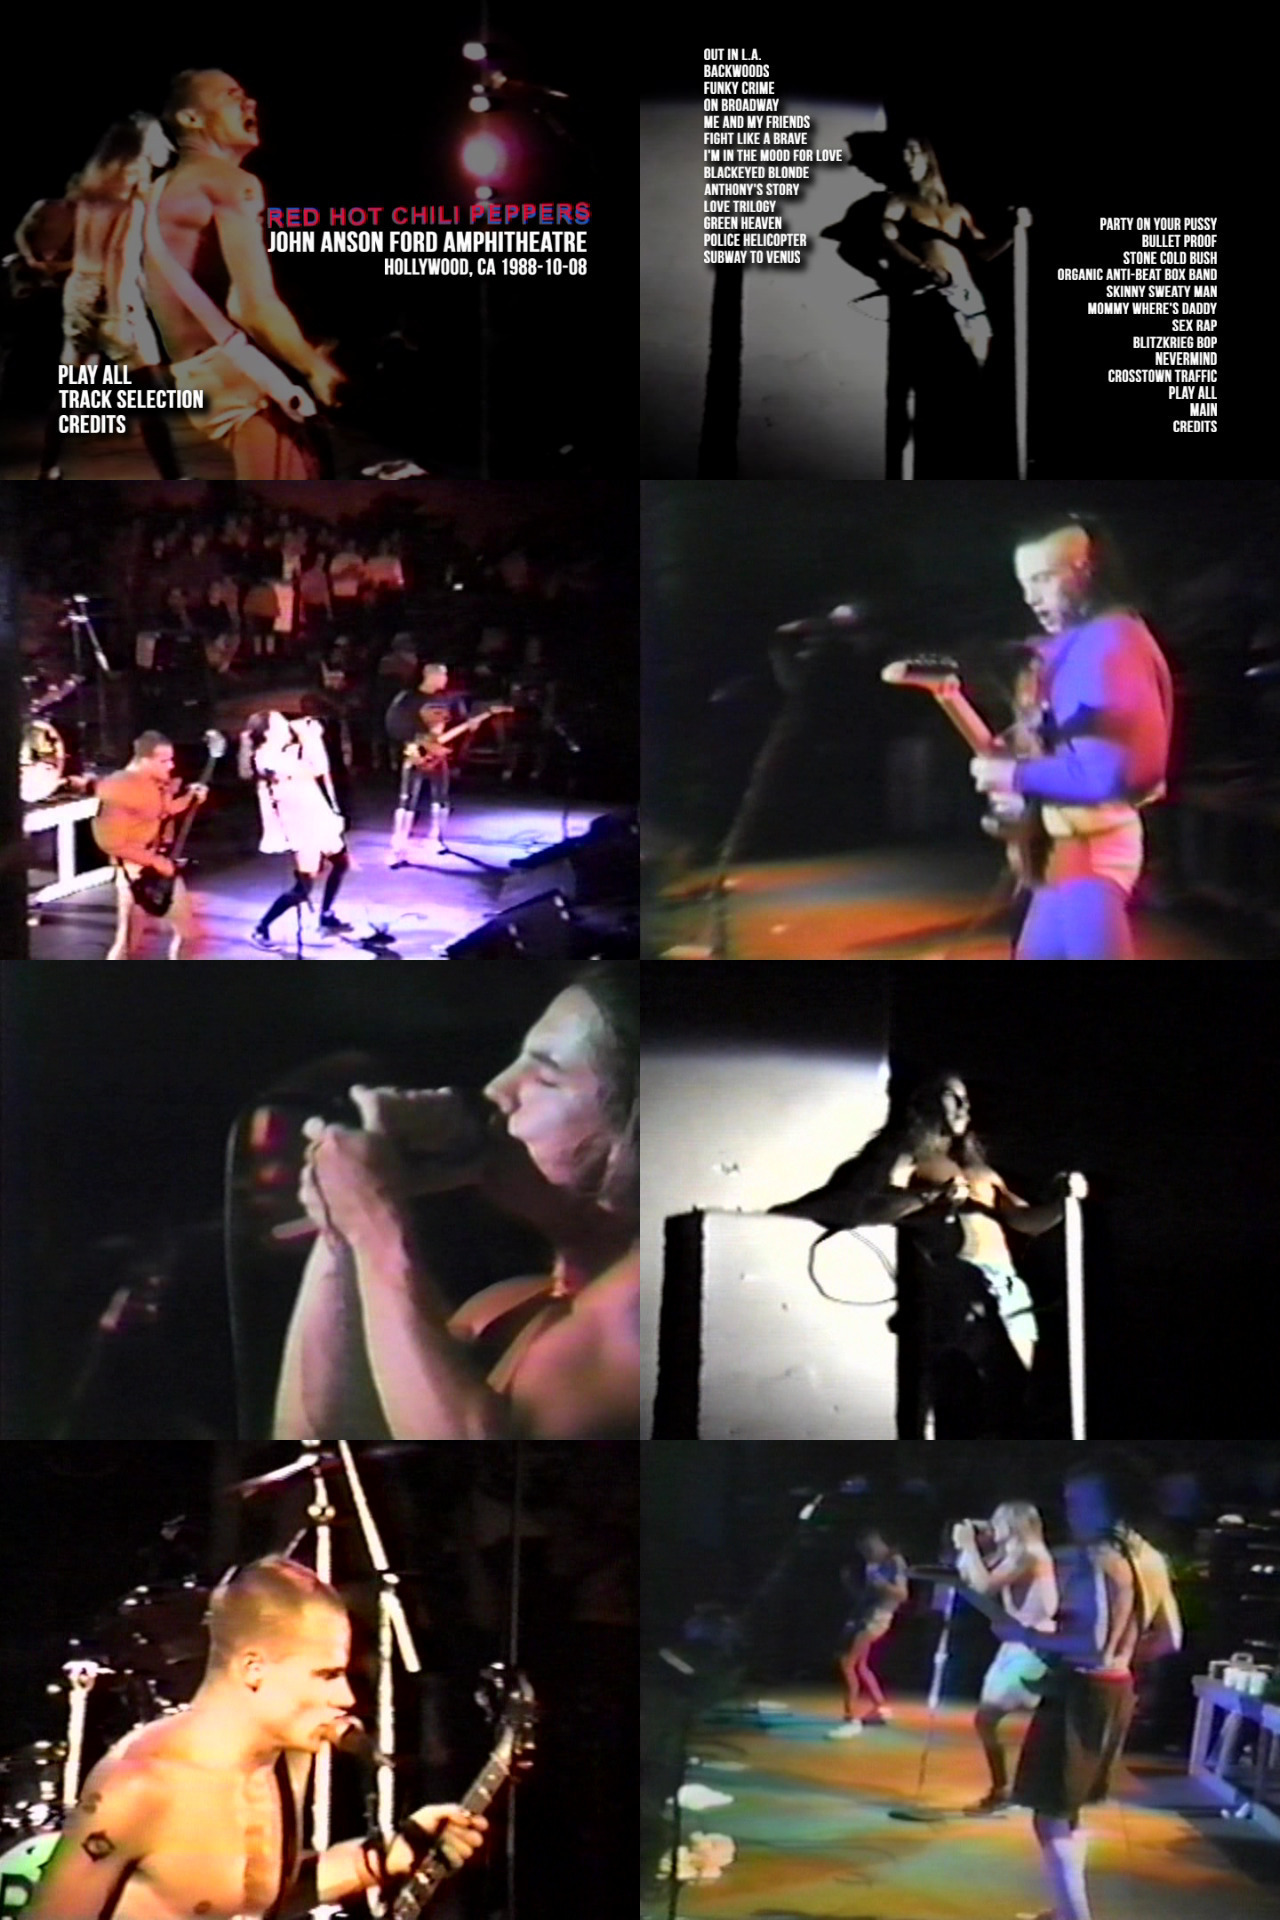 RED HOT CHILI PEPPERS
JOHN ANSON FORD AMPHITHEATRE
HOLLYWOOD, CA 1988-10-08
PLAY ALL
TRACK SELECTION
CREDITS
OUT IN L.A.
BACKWOODS
FUNKY CRIME
ON BROADWAY
ME AND MY FRIENDS
FIGHT LIKE A BRAVE
I'M IN THE MOOD FOR LOVE
BLACKEYED BLONDE
ANTHONY'S STORY
LOVE TRILOGY
GREEN HEAVEN
POLICE HELICOPTER
SUBWAY TO VENUS
PARTY ON YOUR PUSSY
BULLET PROOF
STONE COLD BUSH
ORGANIC ANTI-BEAT BOX BAND
SKINNY SWEATY MAN
MOMMY WHERE'S DADDY
SEX RAP
BLITZKRIEG BOP
NEVERMIND
CROSSTOWN TRAFFIC
PLAY ALL
MAIN
CREDITS